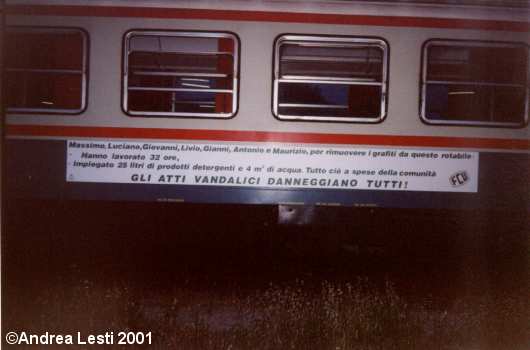 Massimo, Luciano, Giovanni, Livio, Gianni, Antonio e Maurizio, per rimuovere i grafiti da questo rotabile:
- Hanno lavorato 32 ore,
- Impiegato 25 litri di prodotti detergenti e 4 m³ di acqua. Tutto ciò a spese della comunità
GLI ATTI VANDALICI DANNEGGIANO TUTTI!
FCU
©Andrea Lesti 2001